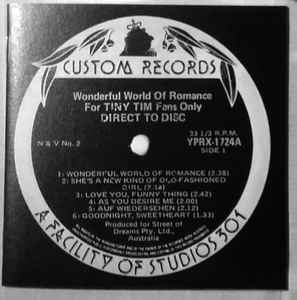 CUSTOM RECORDS
Wonderful World Of Romance
For TINY TIM Fans Only
DIRECT TO DISC
33 1/3 R.P.M.
N & V No. 2
YPRX-1724A
SIDE 1
1-WONDERFUL, WORLD OF ROMANCE (2.38)
2-SHE'S A NEW KIND OF OLD-FASHIONED
GIRL (7.14)
3-LOVE YOU, FUNNY THING (2.42)
4-AS YOU DESIRE ME (2.00)
5-AUF WIEDERSEHEN (2.12)
6-GOODNIGHT, SWEETHEART (1.33)
Produced for Street of
Dreams Pty. Ltd.,
Australia
A FACILITY OF STUDIOS 301